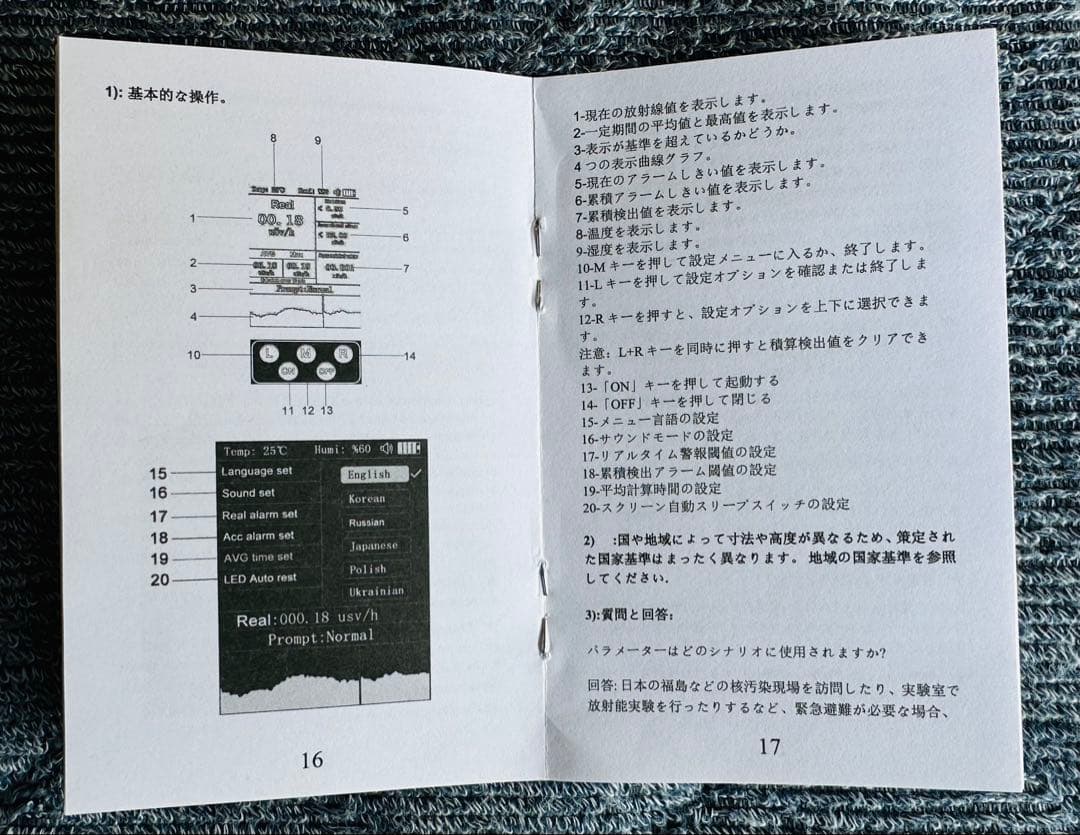 1): 基本的な操作。
8
9
Real
00.18
usv/h
1
5
6
AVG
Max
2
7
3
Prompt:Normal
4
L M R
ON OFF
10
14
11 12 13
Temp: 25℃ Humi: %60
15 Language set English
16 Sound set Korean
17 Real alarm set Russian
18 Acc alarm set Japanese
19 AVG time set Polish
20 LED Auto rest Ukrainian
Real:000.18 usv/h
Prompt:Normal
16
1-現在の放射線値を表示します。
2-一定期間の平均値と最高値を表示します。
3-表示が基準を超えているかどうか。
4 つの表示曲線グラフ。
5-現在のアラームしきい値を表示します。
6-累積アラームしきい値を表示します。
7-累積検出値を表示します。
8-温度を表示します。
9-湿度を表示します。
10-M キーを押して設定メニューに入るか、終了します。
11-L キーを押して設定オプションを確認または終了しま
す。
12-R キーを押すと、設定オプションを上下に選択できま
す。
注意: L+R キーを同時に押すと積算検出値をクリアでき
ます。
13-「ON」キーを押して起動する
14-「OFF」キーを押して閉じる
15-メニュー言語の設定
16-サウンドモードの設定
17-リアルタイム警報閾値の設定
18-累積検出アラーム閾値の設定
19-平均計算時間の設定
20-スクリーン自動スリープスイッチの設定
2) :国や地域によって寸法や高度が異なるため、策定され
た国家基準はまったく異なります。地域の国家基準を参照
してください.
3):質問と回答:
パラメーターはどのシナリオに使用されますか?
回答: 日本の福島などの核汚染現場を訪問したり、実験室で
放射能実験を行ったりするなど、緊急避難が必要な場合、
17